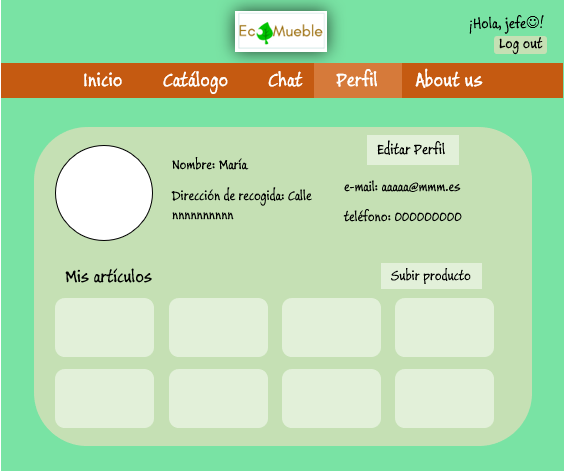 EcoMueble
¡Hola, jefe☺!
Log out
Inicio Catálogo Chat Perfil About us
Editar Perfil
Nombre: María
e-mail: aaaaa@mmm.es
Dirección de recogida: Calle
nnnnnnnnnn
teléfono: 000000000
Mis artículos
Subir producto